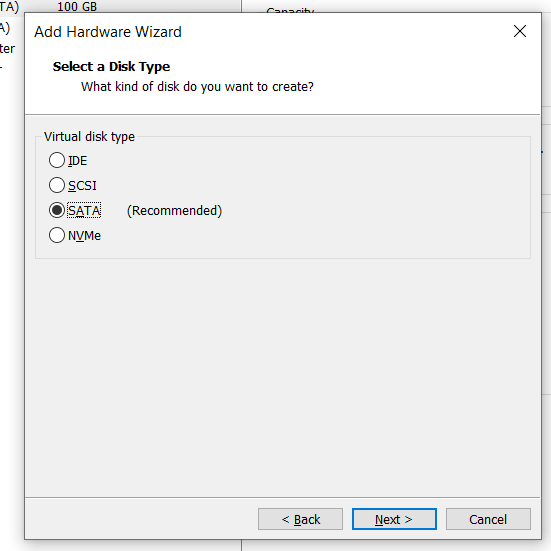 TA)
100 GB
Capacity
A)
ter
Add Hardware Wizard
Select a Disk Type
What kind of disk do you want to create?
Virtual disk type
IDE
SCSI
SATA (Recommended)
NVMe
< Back
Next >
Cancel